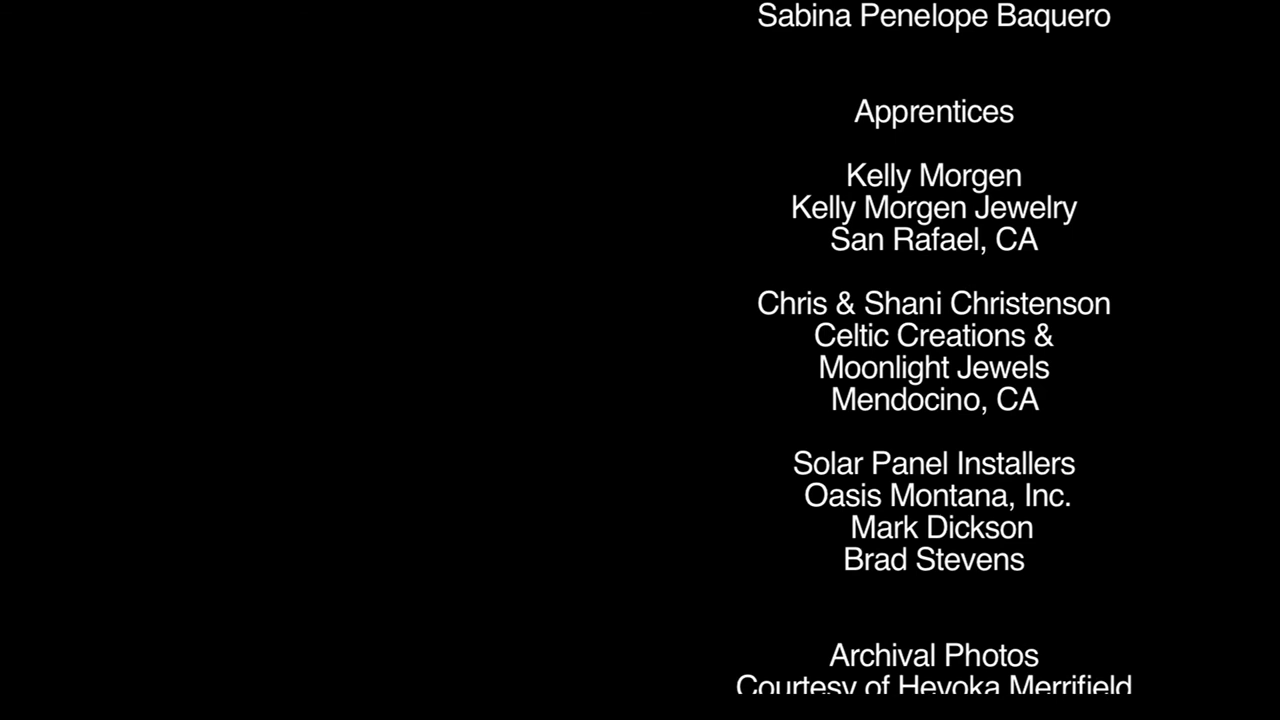 Sabina Penelope Baquero
Apprentices
Kelly Morgen
Kelly Morgen Jewelry
San Rafael, CA
Chris & Shani Christenson
Celtic Creations &
Moonlight Jewels
Mendocino, CA
Solar Panel Installers
Oasis Montana, Inc.
Mark Dickson
Brad Stevens
Archival Photos
Courtesy of Heyoka Merrifield